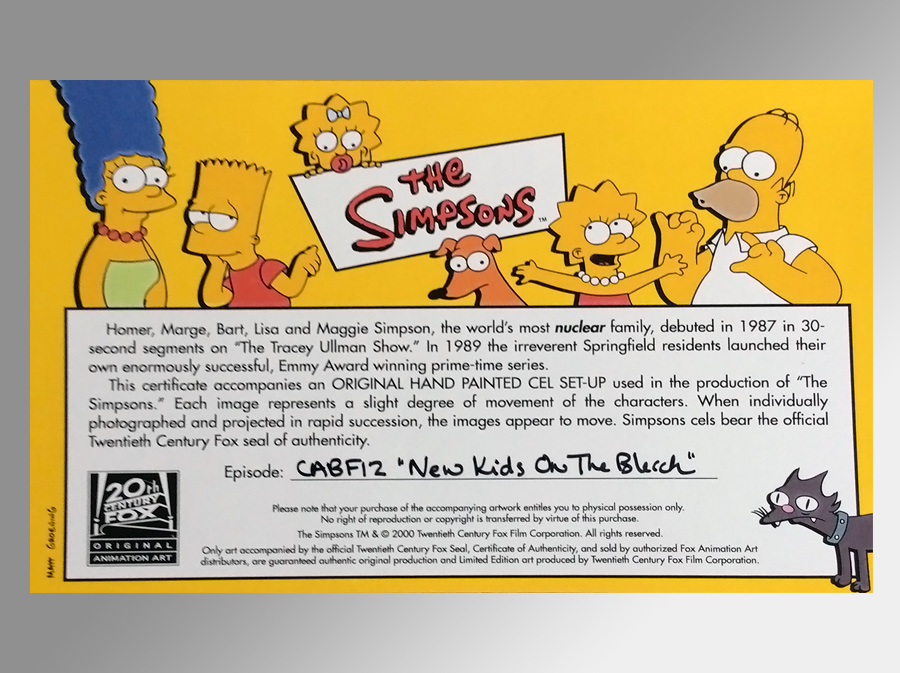 THE
SIMPSONS
TM
Homer, Marge, Bart, Lisa and Maggie Simpson, the world's most nuclear family, debuted in 1987 in 30-
second segments on "The Tracey Ullman Show." In 1989 the irreverent Springfield residents launched their
own enormously successful, Emmy Award winning prime-time series.
This certificate accompanies an ORIGINAL HAND PAINTED CEL SET-UP used in the production of "The
Simpsons." Each image represents a slight degree of movement of the characters. When individually
photographed and projected in rapid succession, the images appear to move. Simpsons cels bear the official
Twentieth Century Fox seal of authenticity.
Episode: CABF12 "New Kids On The Blecch"
20th
CENTURY
FOX
ORIGINAL
ANIMATION ART
Please note that your purchase of the accompanying artwork entitles you to physical possession only.
No right of reproduction or copyright is transferred by virtue of this purchase.
The Simpsons TM & © 2000 Twentieth Century Fox Film Corporation. All rights reserved.
Only art accompanied by the official Twentieth Century Fox Seal, Certificate of Authenticity, and sold by authorized Fox Animation Art
distributors, are guaranteed authentic original production and Limited Edition art produced by Twentieth Century Fox Film Corporation.
MATT GROENING